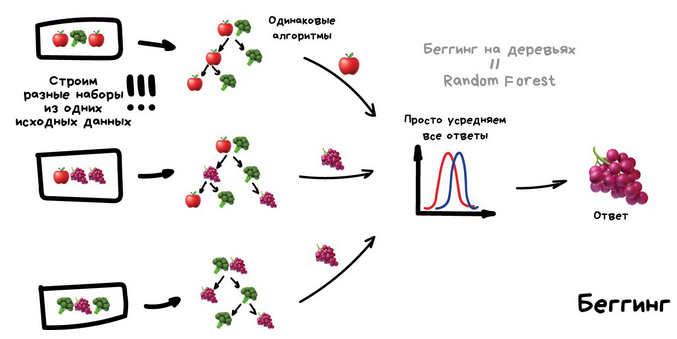 Одинаковые
алгоритмы
Строим
разные наборы
из одних
исходных данных
!!!
Беггинг на деревьях
=
Random Forest
Просто усредняем
все ответы
Ответ
Беггинг